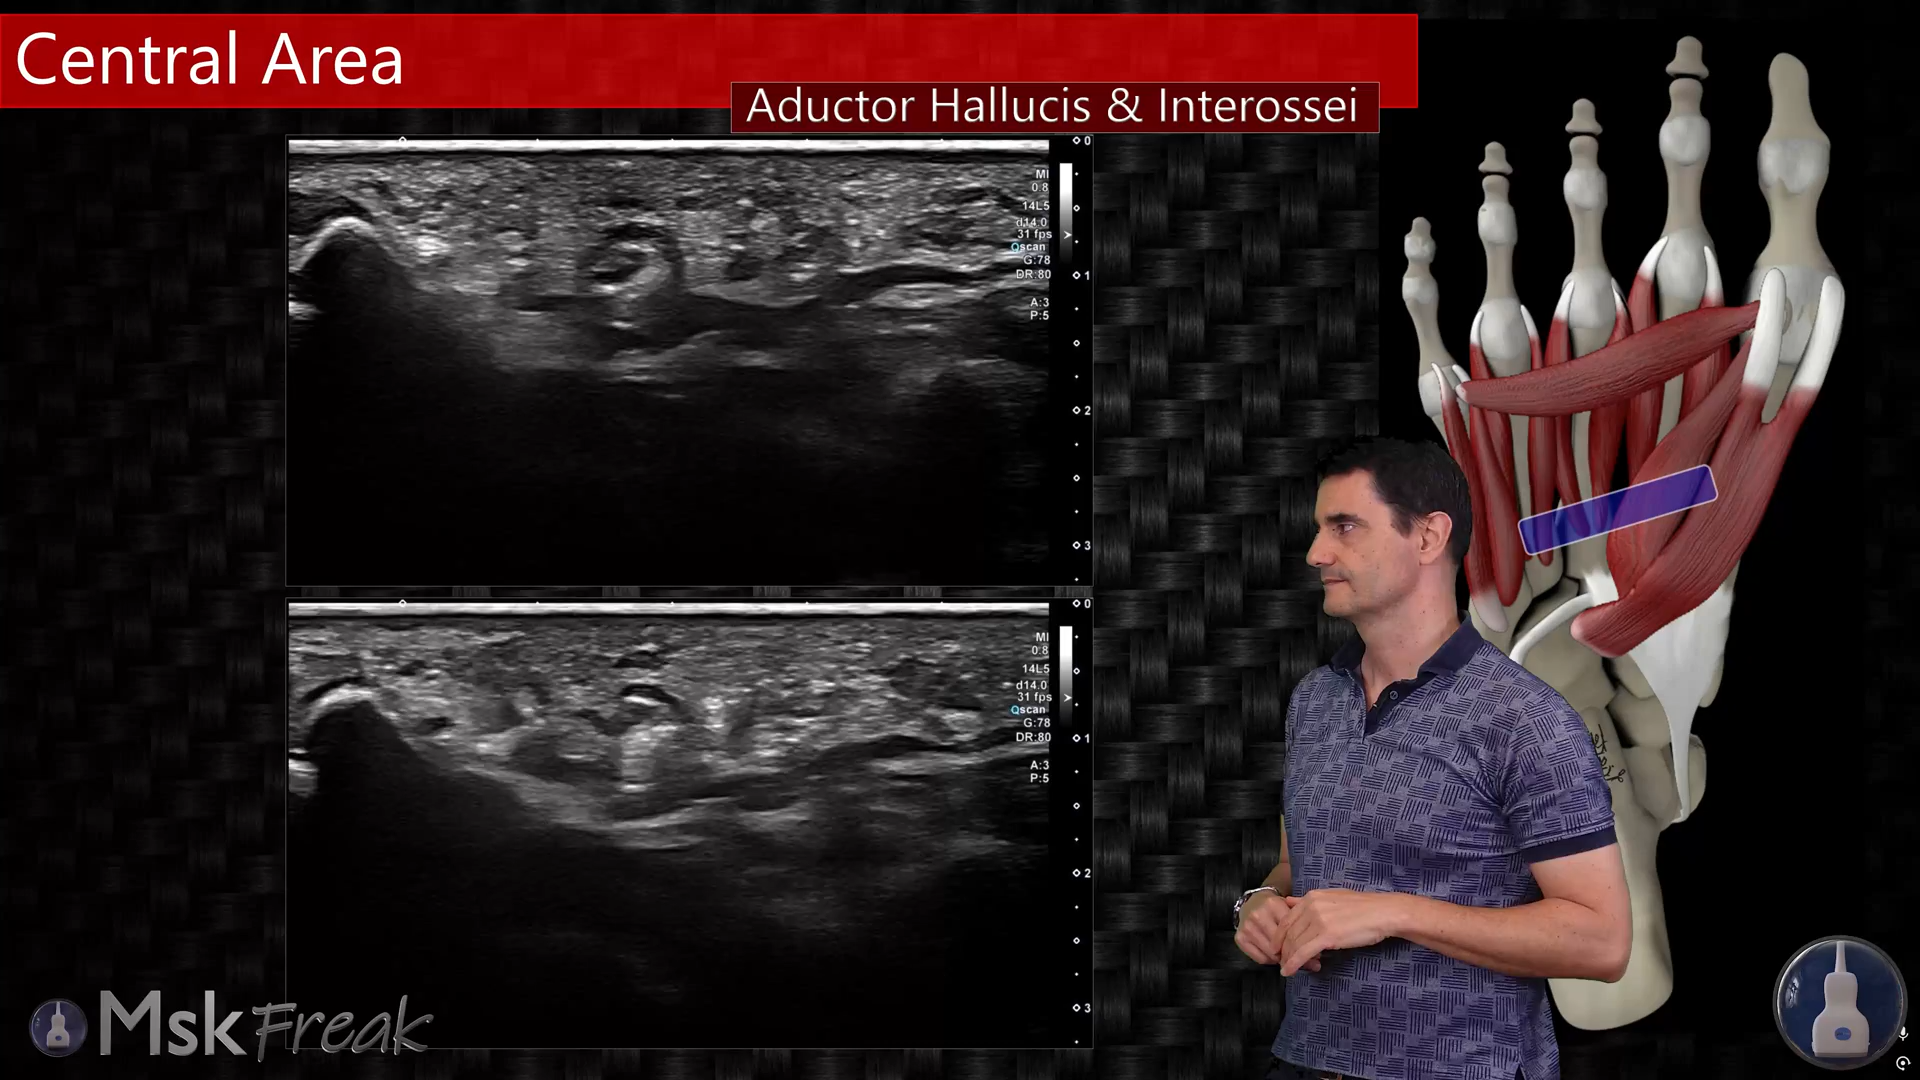 Central Area
Aductor Hallucis & Interossei
0
MI
0.8
14L5
d14.0
31 fps
Qscan
G:78
DR:80
1
A:3
P:5
2
3
0
MI
0.8
14L5
d14.0
31 fps
Qscan
G:78
DR:80
1
A:3
P:5
2
3
Msk Freak